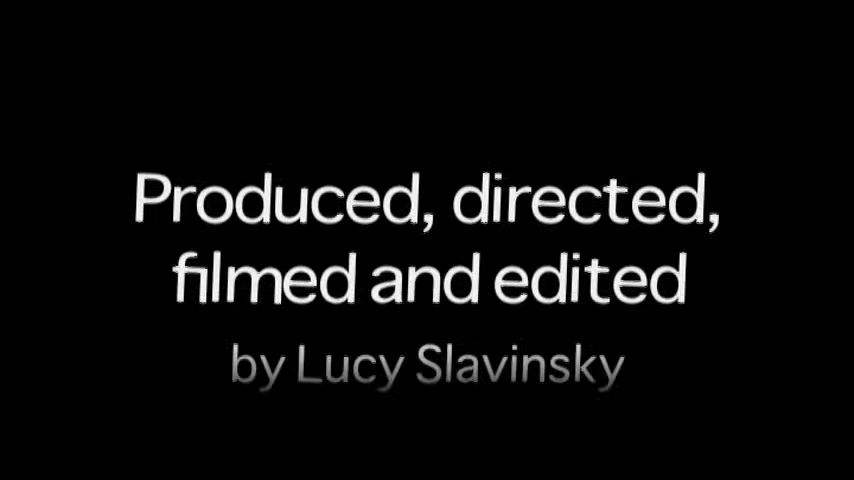 Produced, directed,
filmed and edited
by Lucy Slavinsky